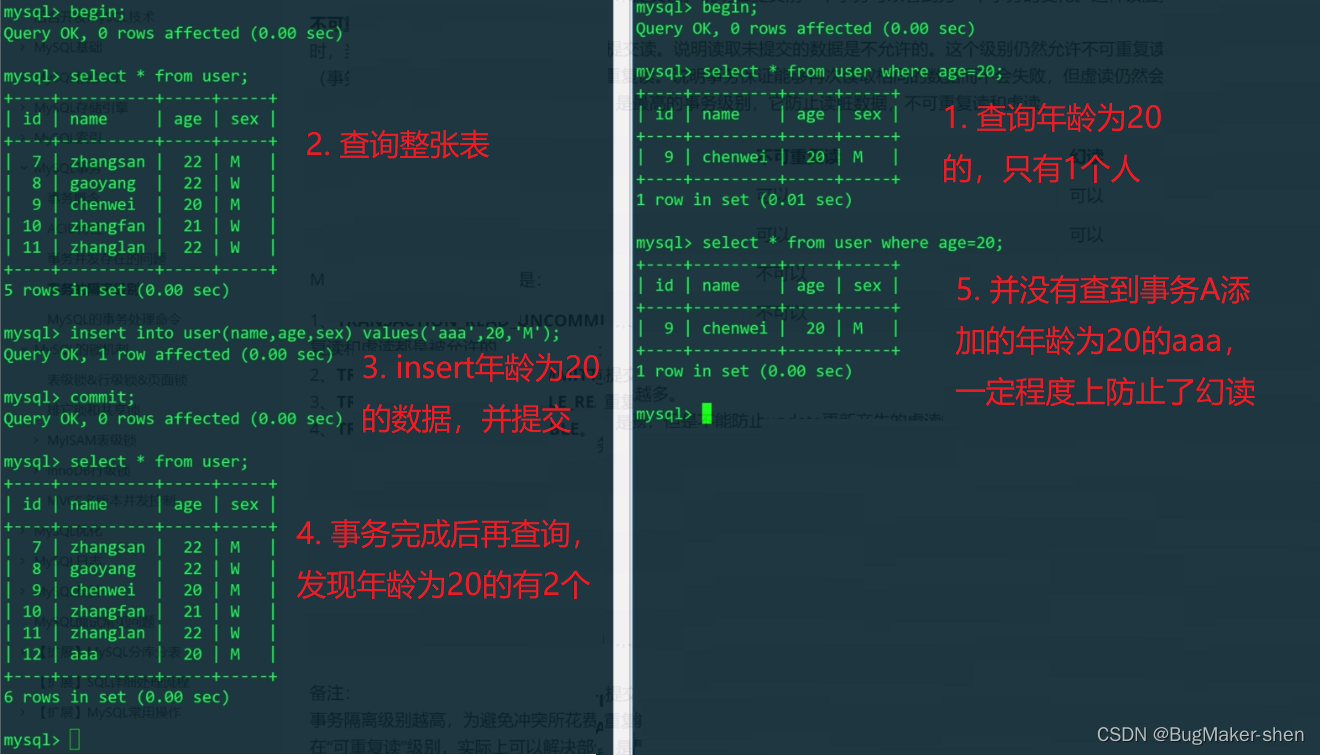 mysql> begin;
Query OK, 0 rows affected (0.00 sec)
mysql> select * from user;
+----+-----------+-----+-----+
| id | name      | age | sex |
+----+-----------+-----+-----+
|  7 | zhangsan  |  22 | M   |
|  8 | gaoyang   |  22 | W   |
|  9 | chenwei   |  20 | M   |
| 10 | zhangfan  |  21 | W   |
| 11 | zhanglan  |  22 | W   |
+----+-----------+-----+-----+
5 rows in set (0.00 sec)
2. 查询整张表
mysql> insert into user(name,age,sex) values('aaa',20,'M');
Query OK, 1 row affected (0.00 sec)
3. insert年龄为20
的数据，并提交
mysql> commit;
Query OK, 0 rows affected (0.00 sec)
mysql> select * from user;
+----+-----------+-----+-----+
| id | name      | age | sex |
+----+-----------+-----+-----+
|  7 | zhangsan  |  22 | M   |
|  8 | gaoyang   |  22 | W   |
|  9 | chenwei   |  20 | M   |
| 10 | zhangfan  |  21 | W   |
| 11 | zhanglan  |  22 | W   |
| 12 | aaa       |  20 | M   |
+----+-----------+-----+-----+
6 rows in set (0.00 sec)
4. 事务完成后再查询，
发现年龄为20的有2个
mysql>
备注:
mysql> begin;
Query OK, 0 rows affected (0.00 sec)
mysql> select * from user where age=20;
+----+---------+-----+-----+
| id | name    | age | sex |
+----+---------+-----+-----+
|  9 | chenwei |  20 | M   |
+----+---------+-----+-----+
1 row in set (0.01 sec)
1. 查询年龄为20
的，只有1个人
mysql> select * from user where age=20;
+----+---------+-----+-----+
| id | name    | age | sex |
+----+---------+-----+-----+
|  9 | chenwei |  20 | M   |
+----+---------+-----+-----+
1 row in set (0.00 sec)
5. 并没有查到事务A添
加的年龄为20的aaa，
一定程度上防止了幻读
mysql>
CSDN @BugMaker-shen